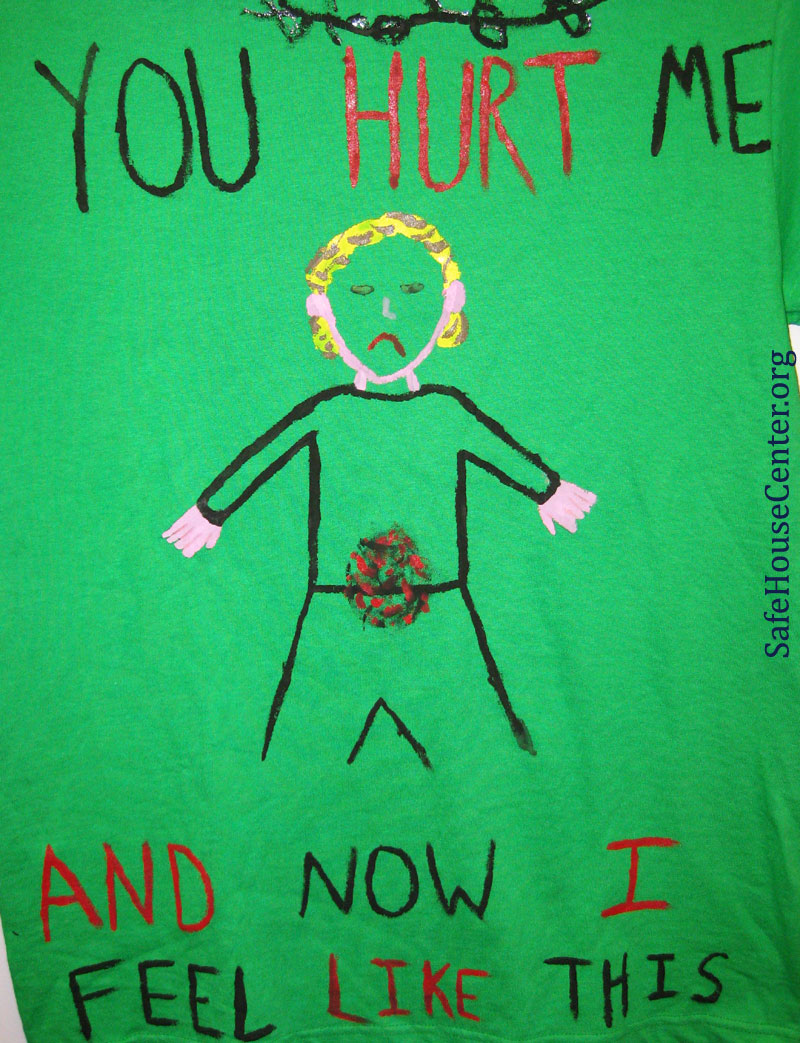 YOU HURT ME
SafeHouseCenter.org
AND NOW I
FEEL LIKE THIS